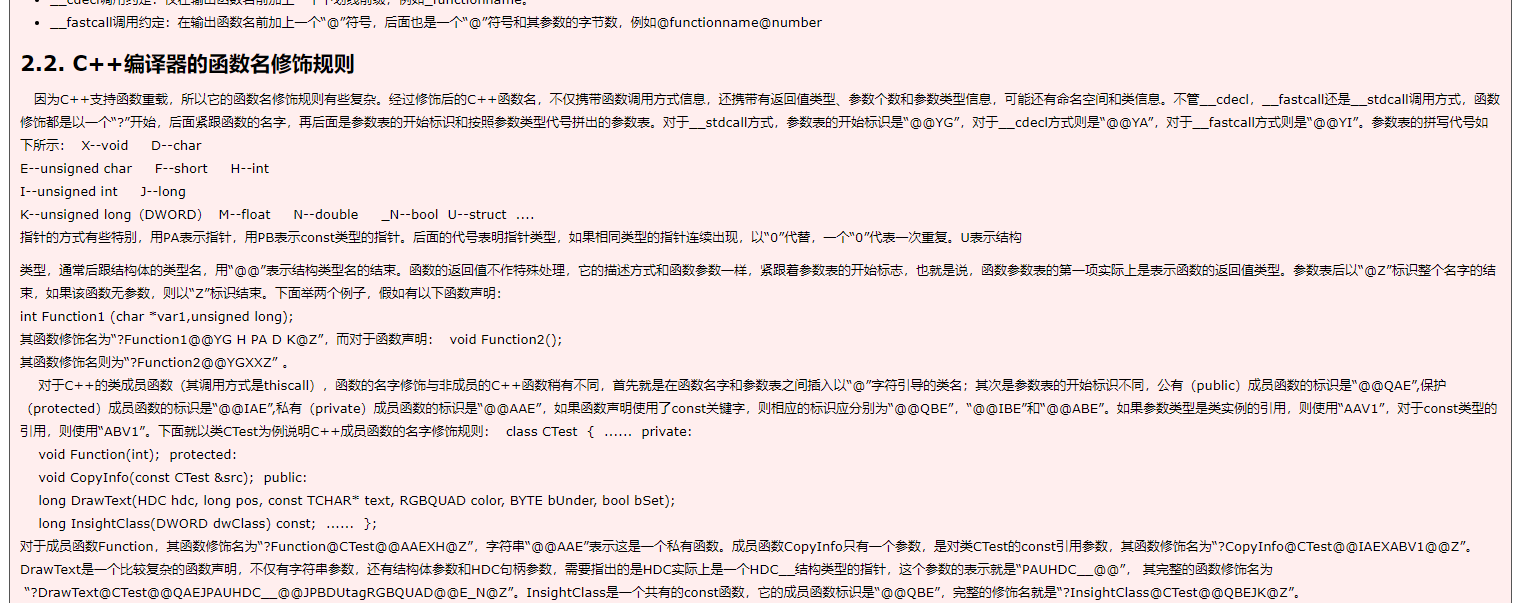 __cdecl调用约定：仅在输出函数名前加上一个下划线前缀，例如_functionname。
__fastcall调用约定：在输出函数名前加上一个“@”符号，后面也是一个“@”符号和其参数的字节数，例如@functionname@number
2.2. C++编译器的函数名修饰规则
因为C++支持函数重载，所以它的函数名修饰规则有些复杂。经过修饰后的C++函数名，不仅携带函数调用方式信息，还携带有返回值类型、参数个数和参数类型信息，可能还有命名空间和类信息。不管__cdecl，__fastcall还是__stdcall调用方式，函数
修饰都是以一个“?”开始，后面紧跟函数的名字，再后面是参数表的开始标识和按照参数类型代号拼出的参数表。对于__stdcall方式，参数表的开始标识是“@@YG”，对于__cdecl方式则是“@@YA”，对于__fastcall方式则是“@@YI”。参数表的拼写代号如
下所示： X--void D--char
E--unsigned char F--short H--int
I--unsigned int J--long
K--unsigned long（DWORD） M--float N--double _N--bool U--struct ....
指针的方式有些特别，用PA表示指针，用PB表示const类型的指针。后面的代号表明指针类型，如果相同类型的指针连续出现，以“0”代替，一个“0”代表一次重复。U表示结构
类型，通常后跟结构体的类型名，用“@@”表示结构类型名的结束。函数的返回值不作特殊处理，它的描述方式和函数参数一样，紧跟着参数表的开始标志，也就是说，函数参数表的第一项实际上是表示函数的返回值类型。参数表后以“@Z”标识整个名字的结
束，如果该函数无参数，则以“Z”标识结束。下面举两个例子，假如有以下函数声明：
int Function1 (char *var1,unsigned long);
其函数修饰名为“?Function1@@YG H PA D K@Z”，而对于函数声明： void Function2();
其函数修饰名则为“?Function2@@YGXXZ” 。
对于C++的类成员函数（其调用方式是thiscall），函数的名字修饰与非成员的C++函数稍有不同，首先就是在函数名字和参数表之间插入以“@”字符引导的类名；其次是参数表的开始标识不同，公有（public）成员函数的标识是“@@QAE”,保护
（protected）成员函数的标识是“@@IAE”,私有（private）成员函数的标识是“@@AAE”，如果函数声明使用了const关键字，则相应的标识应分别为“@@QBE”，“@@IBE”和“@@ABE”。如果参数类型是类实例的引用，则使用“AAV1”，对于const类型的
引用，则使用“ABV1”。下面就以类CTest为例说明C++成员函数的名字修饰规则： class CTest { ...... private:
void Function(int); protected:
void CopyInfo(const CTest &src); public:
long DrawText(HDC hdc, long pos, const TCHAR* text, RGBQUAD color, BYTE bUnder, bool bSet);
long InsightClass(DWORD dwClass) const; ...... };
对于成员函数Function，其函数修饰名为“?Function@CTest@@AAEXH@Z”，字符串“@@AAE”表示这是一个私有函数。成员函数CopyInfo只有一个参数，是对类CTest的const引用参数，其函数修饰名为“?CopyInfo@CTest@@IAEXABV1@@Z”。
DrawText是一个比较复杂的函数声明，不仅有字符串参数，还有结构体参数和HDC句柄参数，需要指出的是HDC实际上是一个HDC__结构类型的指针，这个参数的表示就是“PAUHDC__@@”， 其完整的函数修饰名为
“?DrawText@CTest@@QAEJPAUHDC__@@JPBDUtagRGBQUAD@@E_N@Z”。InsightClass是一个共有的const函数，它的成员函数标识是“@@QBE”，完整的修饰名就是“?InsightClass@CTest@@QBEJK@Z”。